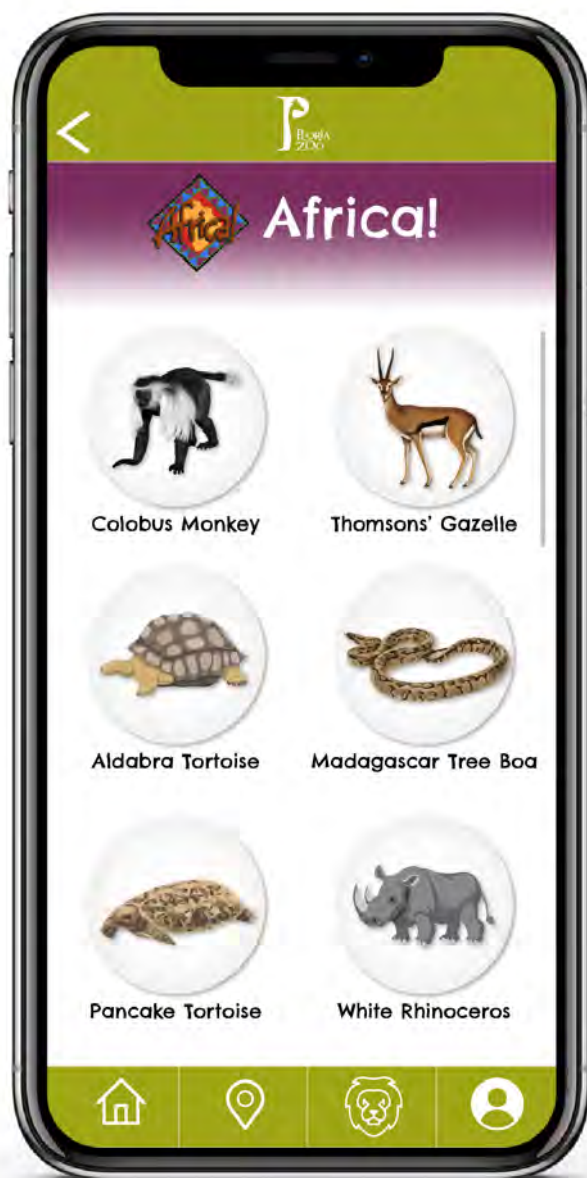 PEORIA
ZOO
Africa!
Africa!
Colobus Monkey
Thomsons' Gazelle
Aldabra Tortoise
Madagascar Tree Boa
Pancake Tortoise
White Rhinoceros